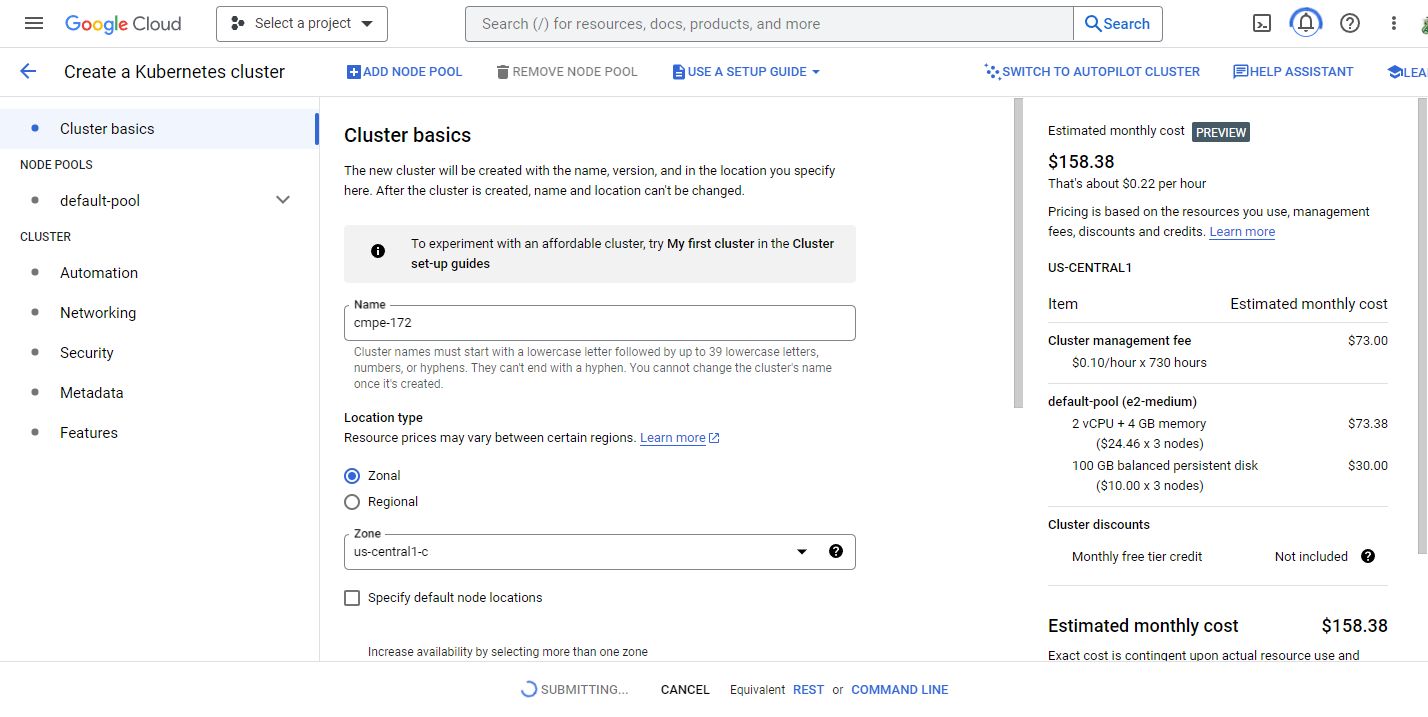 Google Cloud
Select a project
Search (/) for resources, docs, products, and more
Search
Create a Kubernetes cluster
ADD NODE POOL
REMOVE NODE POOL
USE A SETUP GUIDE
SWITCH TO AUTOPILOT CLUSTER
HELP ASSISTANT
LEA
Cluster basics
NODE POOLS
default-pool
CLUSTER
Automation
Networking
Security
Metadata
Features
Cluster basics
The new cluster will be created with the name, version, and in the location you specify
here. After the cluster is created, name and location can't be changed.
To experiment with an affordable cluster, try My first cluster in the Cluster
set-up guides
Name
cmpe-172
Cluster names must start with a lowercase letter followed by up to 39 lowercase letters,
numbers, or hyphens. They can't end with a hyphen. You cannot change the cluster's name
once it's created.
Location type
Resource prices may vary between certain regions. Learn more
Zonal
Regional
Zone
us-central1-c
Specify default node locations
Increase availability by selecting more than one zone
Estimated monthly cost PREVIEW
$158.38
That's about $0.22 per hour
Pricing is based on the resources you use, management
fees, discounts and credits. Learn more
US-CENTRAL1
Item Estimated monthly cost
Cluster management fee $73.00
$0.10/hour x 730 hours
default-pool (e2-medium)
2 vCPU + 4 GB memory $73.38
($24.46 x 3 nodes)
100 GB balanced persistent disk $30.00
($10.00 x 3 nodes)
Cluster discounts
Monthly free tier credit Not included
Estimated monthly cost $158.38
Exact cost is contingent upon actual resource use and
SUBMITTING...
CANCEL
Equivalent REST or COMMAND LINE